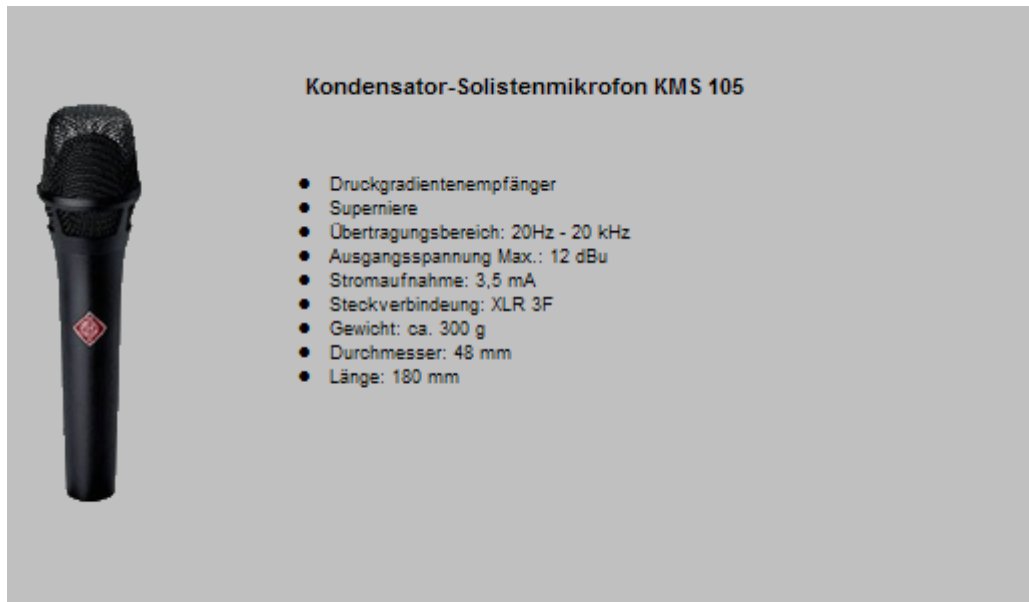 Kondensator-Solistenmikrofon KMS 105
Druckgradientenempfänger
Superniere
Übertragungsbereich: 20Hz - 20 kHz
Ausgangsspannung Max.: 12 dBu
Stromaufnahme: 3,5 mA
Steckverbindeung: XLR 3F
Gewicht: ca. 300 g
Durchmesser: 48 mm
Länge: 180 mm